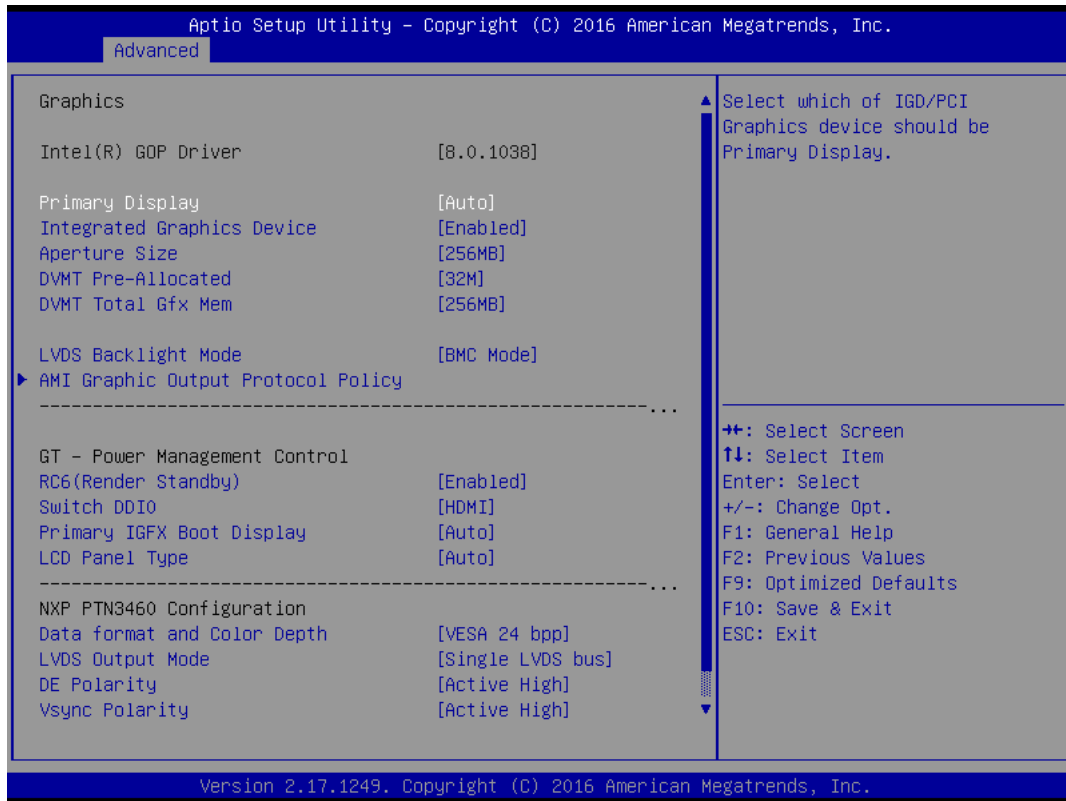 Aptio Setup Utility – Copyright (C) 2016 American Megatrends, Inc.
Advanced
Graphics
Intel(R) GOP Driver [8.0.1038]
Primary Display [Auto]
Integrated Graphics Device [Enabled]
Aperture Size [256MB]
DVMT Pre-Allocated [32M]
DVMT Total Gfx Mem [256MB]
LVDS Backlight Mode [BMC Mode]
AMI Graphic Output Protocol Policy
---------------------------------------------------------...
GT - Power Management Control
RC6(Render Standby) [Enabled]
Switch DDI0 [HDMI]
Primary IGFX Boot Display [Auto]
LCD Panel Type [Auto]
---------------------------------------------------------...
NXP PTN3460 Configuration
Data format and Color Depth [VESA 24 bpp]
LVDS Output Mode [Single LVDS bus]
DE Polarity [Active High]
Vsync Polarity [Active High]
Select which of IGD/PCI
Graphics device should be
Primary Display.
→←: Select Screen
↑↓: Select Item
Enter: Select
+/-: Change Opt.
F1: General Help
F2: Previous Values
F9: Optimized Defaults
F10: Save & Exit
ESC: Exit
Version 2.17.1249. Copyright (C) 2016 American Megatrends, Inc.